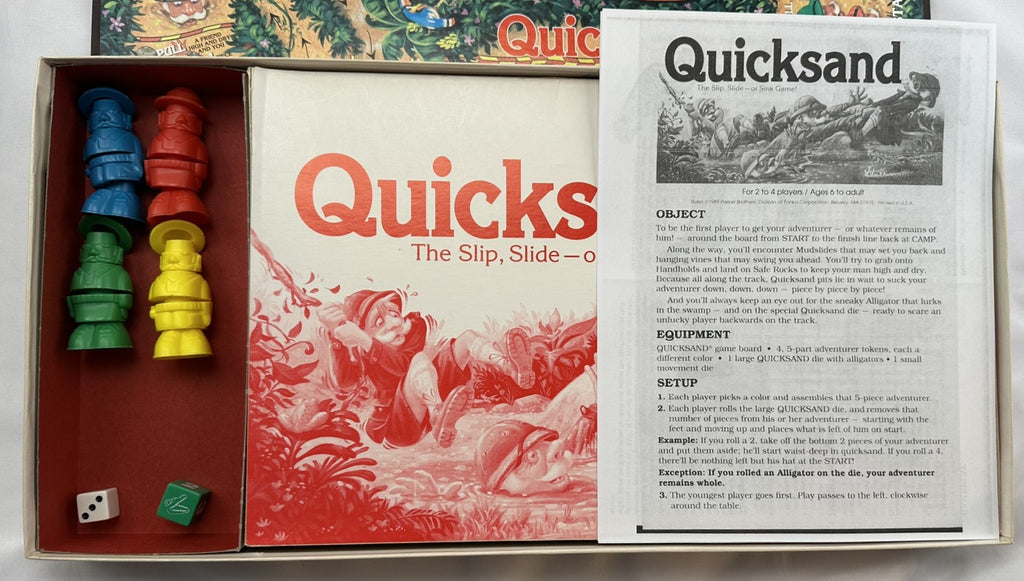 PULL
A FRIEND
HIGH AND DRY
AND YOU
Quic
Quicks
The Slip, Slide — o
Quicksand
The Slip, Slide — or Sink Game!
For 2 to 4 players / Ages 6 to adult
Rules ©1989 Parker Brothers, Division of Tonka Corporation, Beverly, MA 01915. Printed in U.S.A.
OBJECT
To be the first player to get your adventurer — or whatever remains of
him! — around the board from START to the finish line back at CAMP.
Along the way, you'll encounter Mudslides that may set you back and
hanging vines that may swing you ahead. You'll try to grab onto
Handholds and land on Safe Rocks to keep your man high and dry.
Because all along the track, Quicksand pits lie in wait to suck your
adventurer down, down, down — piece by piece by piece!
And you'll always keep an eye out for the sneaky Alligator that lurks
in the swamp — and on the special Quicksand die — ready to scare an
unlucky player backwards on the track.
EQUIPMENT
QUICKSAND® game board • 4, 5-part adventurer tokens, each a
different color • 1 large QUICKSAND die with alligators • 1 small
movement die
SETUP
1. Each player picks a color and assembles that 5-piece adventurer.
2. Each player rolls the large QUICKSAND die, and removes that
number of pieces from his or her adventurer — starting with the
feet and moving up and places what is left of him on start.
Example: If you roll a 2, take off the bottom 2 pieces of your adventurer
and put them aside; he'll start waist-deep in quicksand. If you roll a 4,
there'll be nothing left but his hat at the START!
Exception: If you rolled an Alligator on the die, your adventurer
remains whole.
3. The youngest player goes first. Play passes to the left, clockwise
around the table.